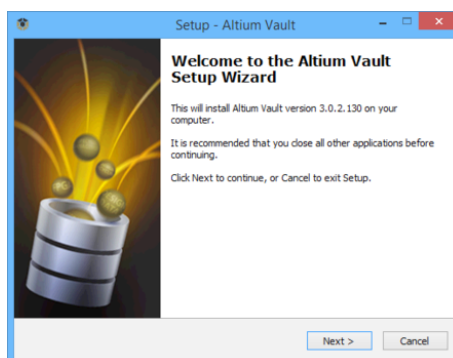 Setup - Altium Vault
Welcome to the Altium Vault
Setup Wizard
This will install Altium Vault version 3.0.2.130 on your
computer.
It is recommended that you close all other applications before
continuing.
Click Next to continue, or Cancel to exit Setup.
Next >
Cancel